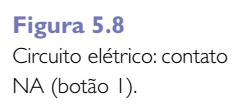 Figura 5.8
Circuito elétrico: contato
NA (botão 1).